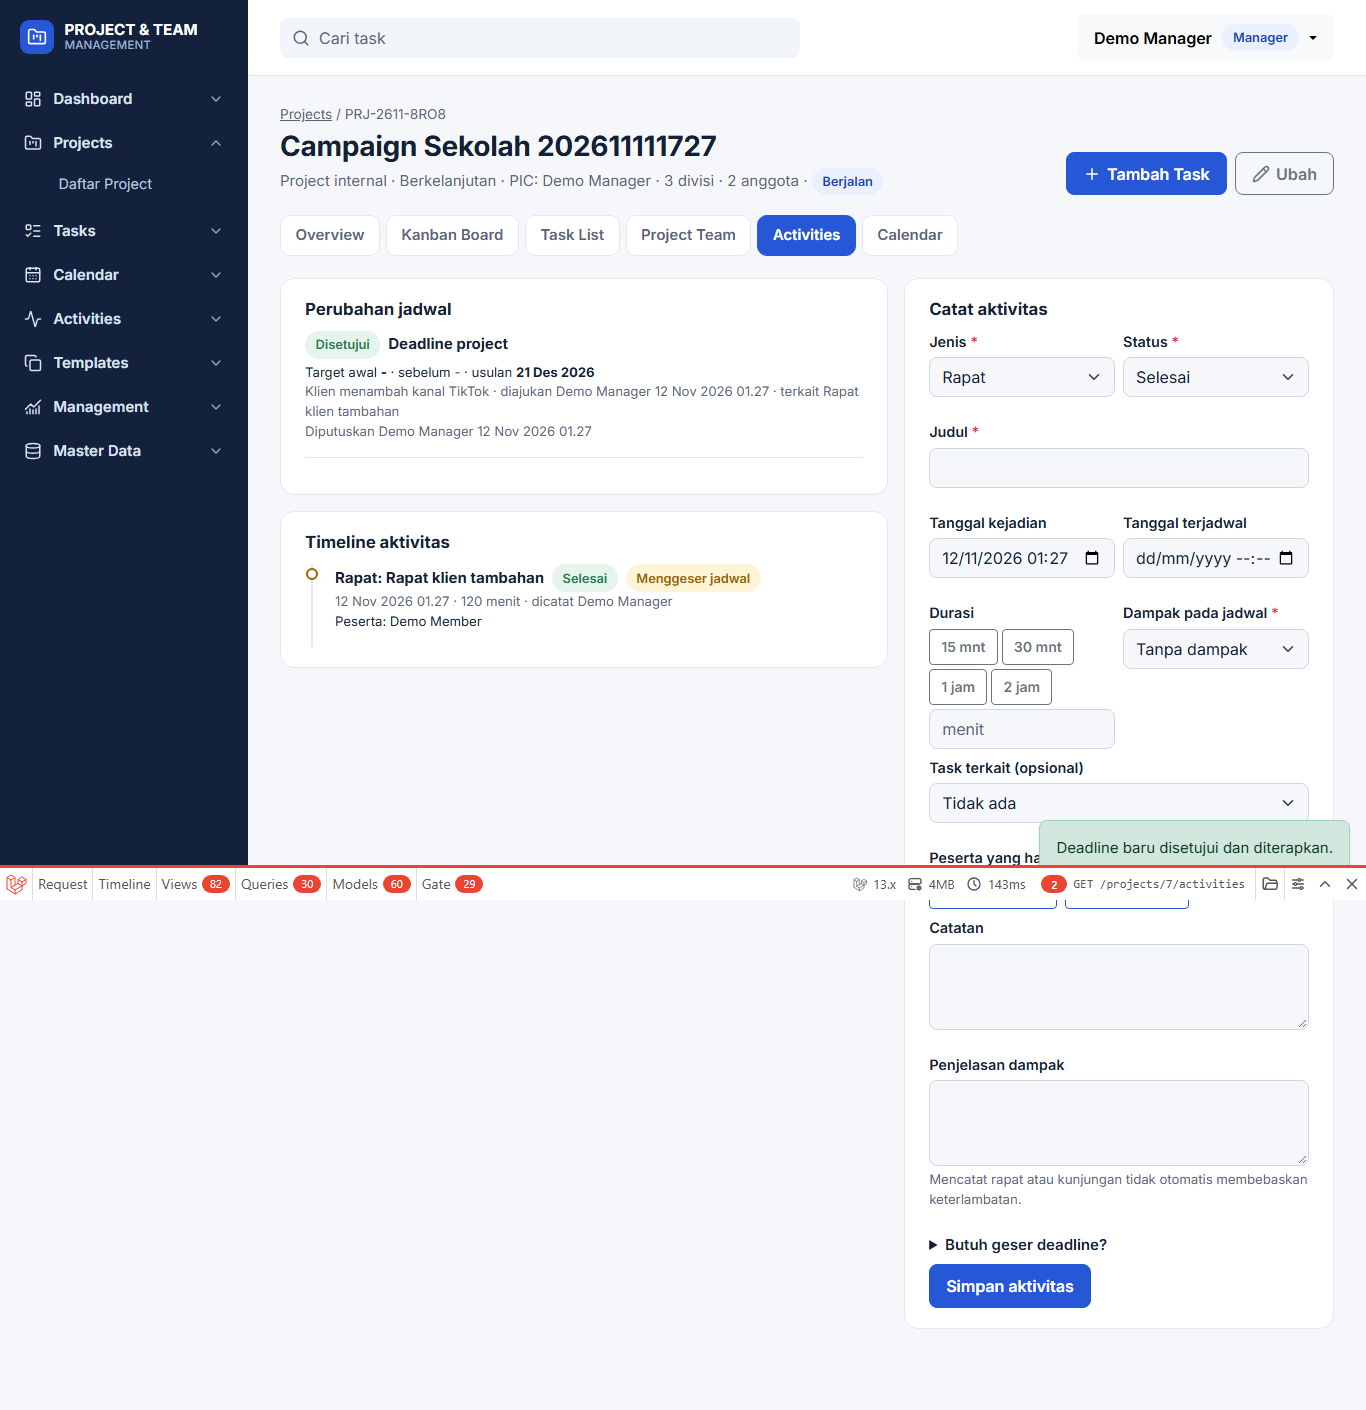 PROJECT & TEAM
MANAGEMENT
Dashboard
Projects
Daftar Project
Tasks
Calendar
Activities
Templates
Management
Master Data
Cari task
Demo Manager Manager
Projects / PRJ-2611-8RO8
Campaign Sekolah 202611111727
Project internal · Berkelanjutan · PIC: Demo Manager · 3 divisi · 2 anggota · Berjalan
Tambah Task
Ubah
Overview Kanban Board Task List Project Team Activities Calendar
Perubahan jadwal
Disetujui Deadline project
Target awal - · sebelum - · usulan 21 Des 2026
Klien menambah kanal TikTok · diajukan Demo Manager 12 Nov 2026 01.27 · terkait Rapat
klien tambahan
Diputuskan Demo Manager 12 Nov 2026 01.27
Timeline aktivitas
Rapat: Rapat klien tambahan Selesai Menggeser jadwal
12 Nov 2026 01.27 · 120 menit · dicatat Demo Manager
Peserta: Demo Member
Catat aktivitas
Jenis * Status *
Rapat Selesai
Judul *
Tanggal kejadian Tanggal terjadwal
12/11/2026 01:27 dd/mm/yyyy --:--
Durasi Dampak pada jadwal *
15 mnt 30 mnt Tanpa dampak
1 jam 2 jam
menit
Task terkait (opsional)
Tidak ada
Deadline baru disetujui dan diterapkan.
Peserta yang
Request Timeline Views 82 Queries 30 Models 60 Gate 29 13.x 4MB 143ms 2 GET /projects/7/activities
Catatan
Penjelasan dampak
Mencatat rapat atau kunjungan tidak otomatis membebaskan
keterlambatan.
Butuh geser deadline?
Simpan aktivitas